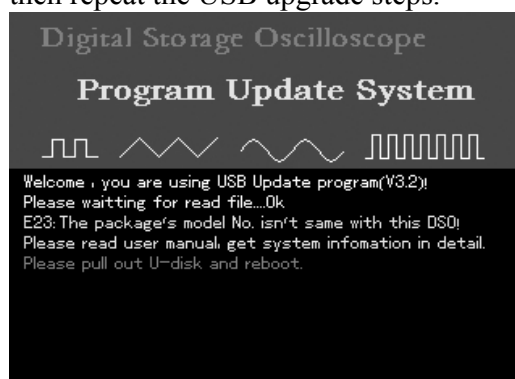 then repeat the USB upgrade steps.
Digital Storage Oscilloscope
Program Update System
Welcome , you are using USB Update program(V3.2)!
Please waitting for read file....Ok
E23: The package's model No. isn't same with this DSO!
Please read user manual, get system infomation in detail.
Please pull out U-disk and reboot.